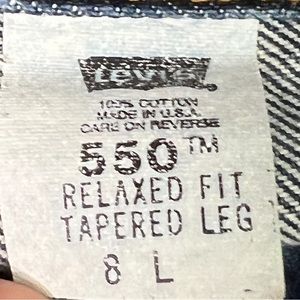 Levi's
100% COTTON
MADE IN U.S.A.
CARE ON REVERSE
550™
RELAXED FIT
TAPERED LEG
8 L